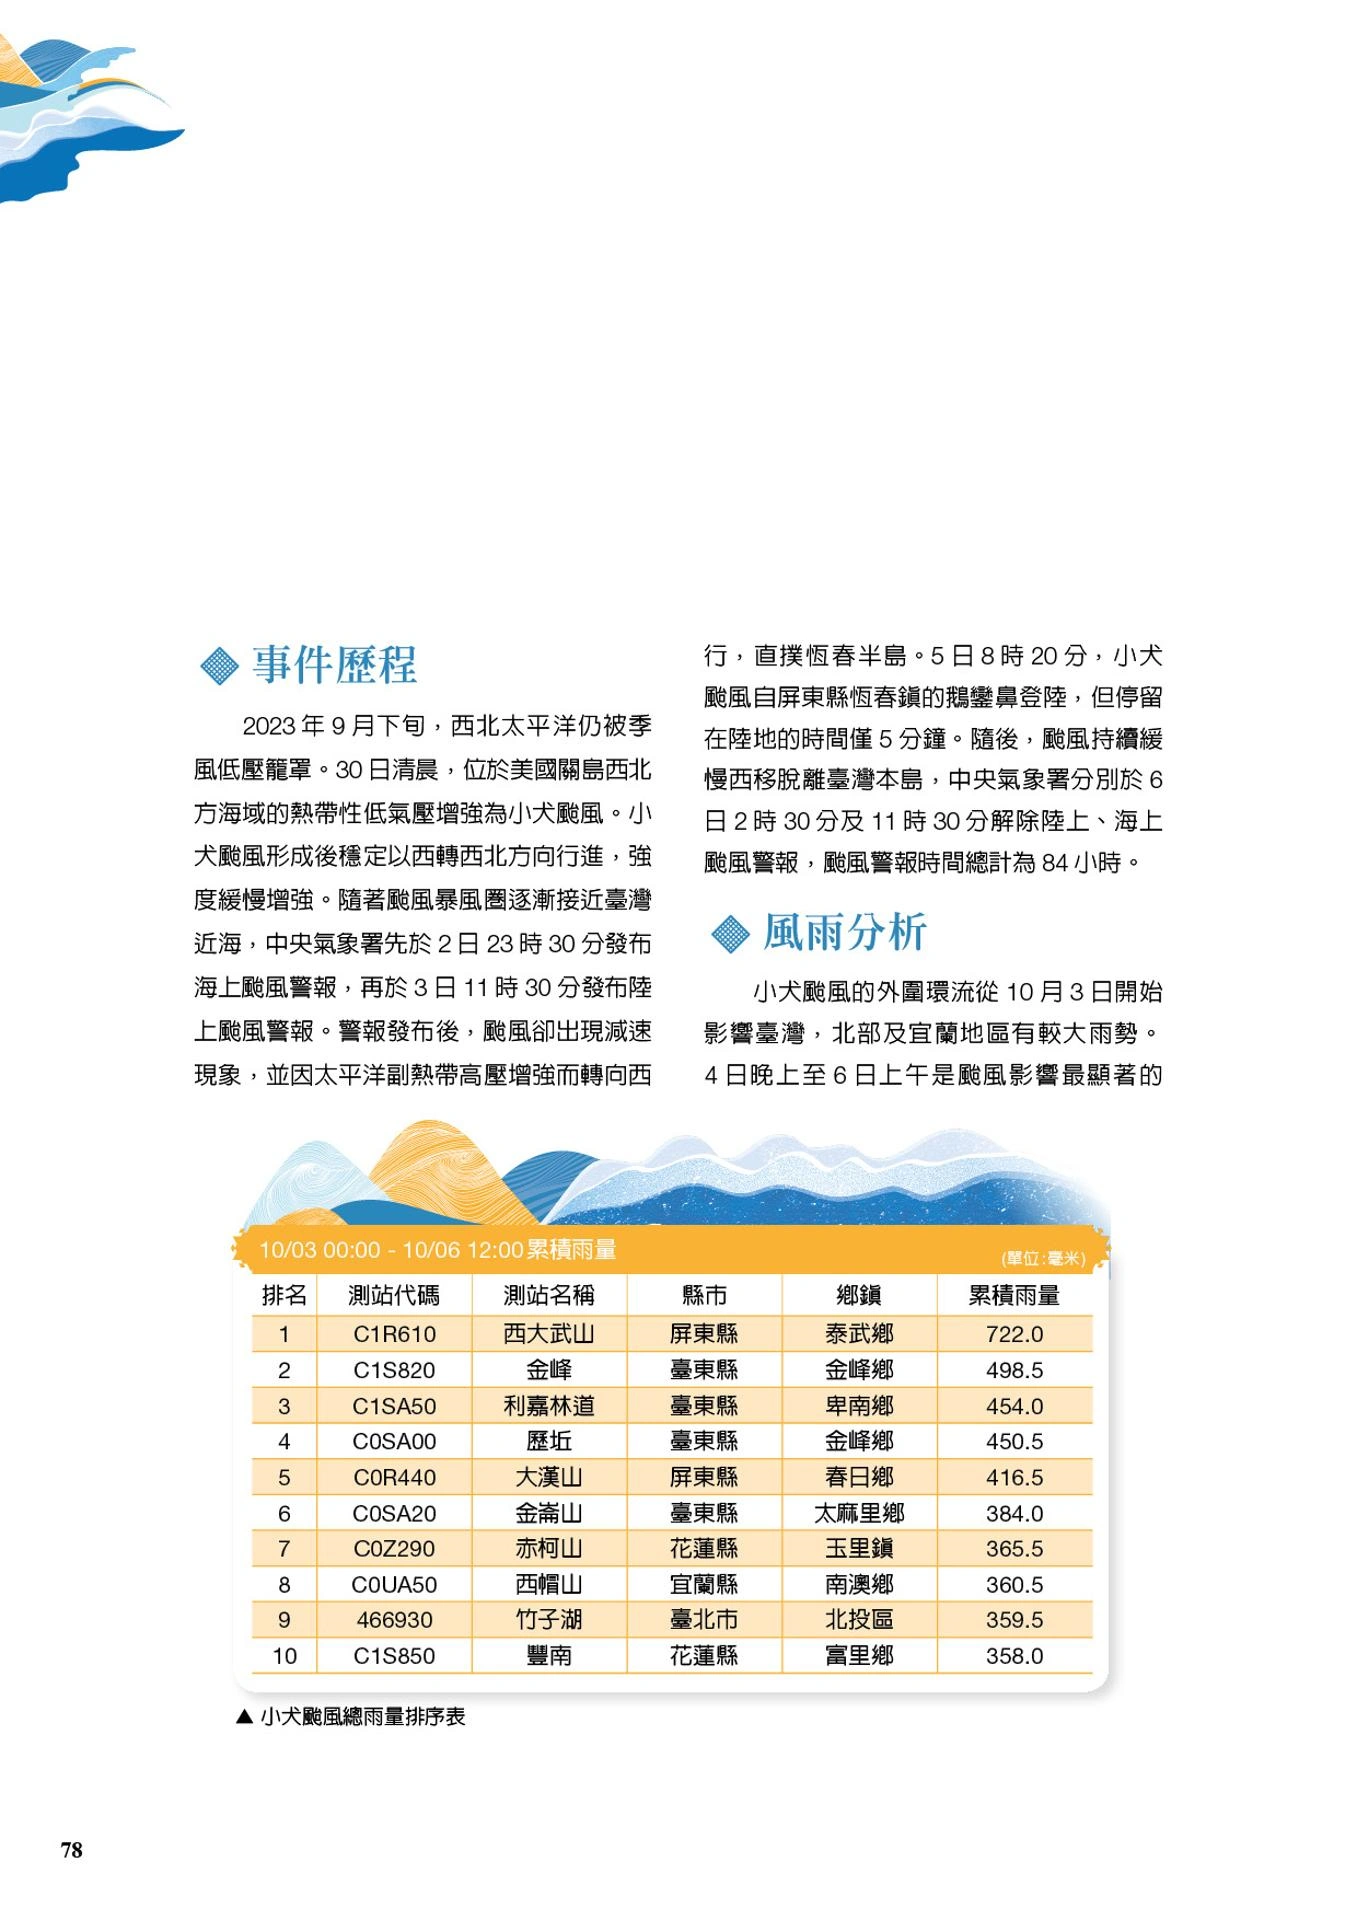 事件歷程
2023 年 9 月下旬，西北太平洋仍被季
風低壓籠罩。30 日清晨，位於美國關島西北
方海域的熱帶性低氣壓增強為小犬颱風。小
犬颱風形成後穩定以西轉西北方向行進，強
度緩慢增強。隨著颱風暴風圈逐漸接近臺灣
近海，中央氣象署先於 2 日 23 時 30 分發布
海上颱風警報，再於 3 日 11 時 30 分發布陸
上颱風警報。警報發布後，颱風卻出現減速
現象，並因太平洋副熱帶高壓增強而轉向西
行，直撲恆春半島。5 日 8 時 20 分，小犬
颱風自屏東縣恆春鎮的鵝鑾鼻登陸，但停留
在陸地的時間僅 5 分鐘。隨後，颱風持續緩
慢西移脫離臺灣本島，中央氣象署分別於 6
日 2 時 30 分及 11 時 30 分解除陸上、海上
颱風警報，颱風警報時間總計為 84 小時。
風雨分析
小犬颱風的外圍環流從 10 月 3 日開始
影響臺灣，北部及宜蘭地區有較大雨勢。
4 日晚上至 6 日上午是颱風影響最顯著的
10/03 00:00 - 10/06 12:00累積雨量 (單位:毫米)
排名 測站代碼 測站名稱 縣市 鄉鎮 累積雨量
1 C1R610 西大武山 屏東縣 泰武鄉 722.0
2 C1S820 金峰 臺東縣 金峰鄉 498.5
3 C1SA50 利嘉林道 臺東縣 卑南鄉 454.0
4 C0SA00 歷坵 臺東縣 金峰鄉 450.5
5 C0R440 大漢山 屏東縣 春日鄉 416.5
6 C0SA20 金崙山 臺東縣 太麻里鄉 384.0
7 C0Z290 赤柯山 花蓮縣 玉里鎮 365.5
8 C0UA50 西帽山 宜蘭縣 南澳鄉 360.5
9 466930 竹子湖 臺北市 北投區 359.5
10 C1S850 豐南 花蓮縣 富里鄉 358.0
▲ 小犬颱風總雨量排序表
78